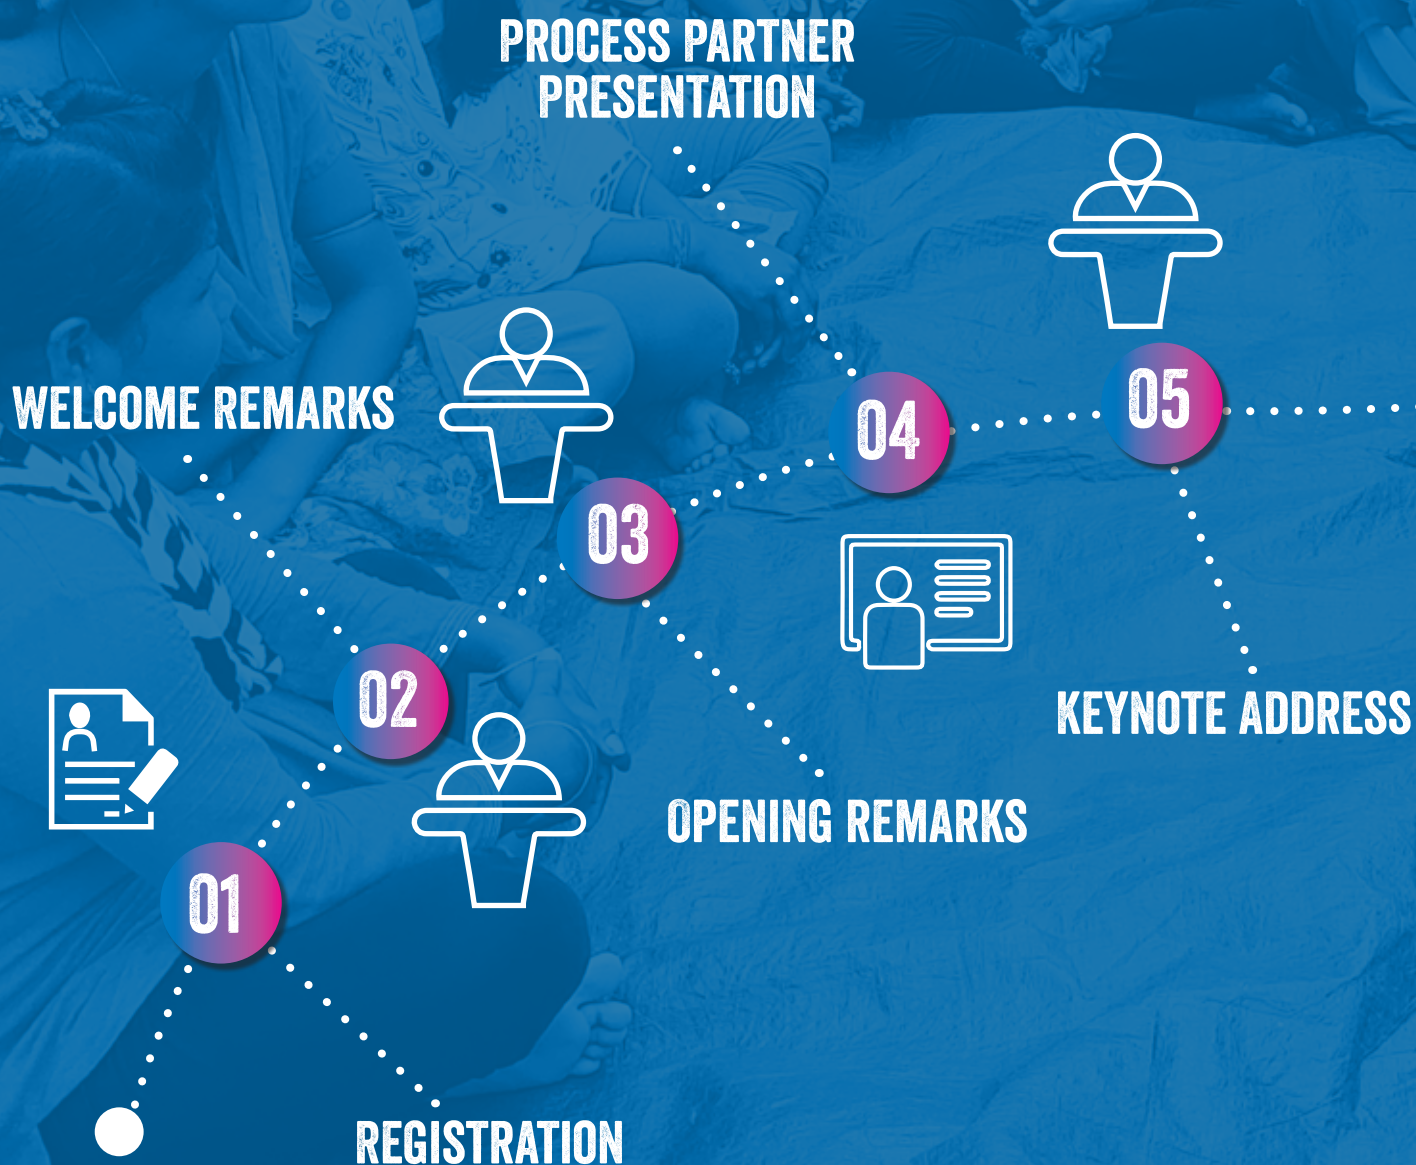 PROCESS PARTNER
PRESENTATION
WELCOME REMARKS
05
04
03
02
KEYNOTE ADDRESS
OPENING REMARKS
01
REGISTRATION